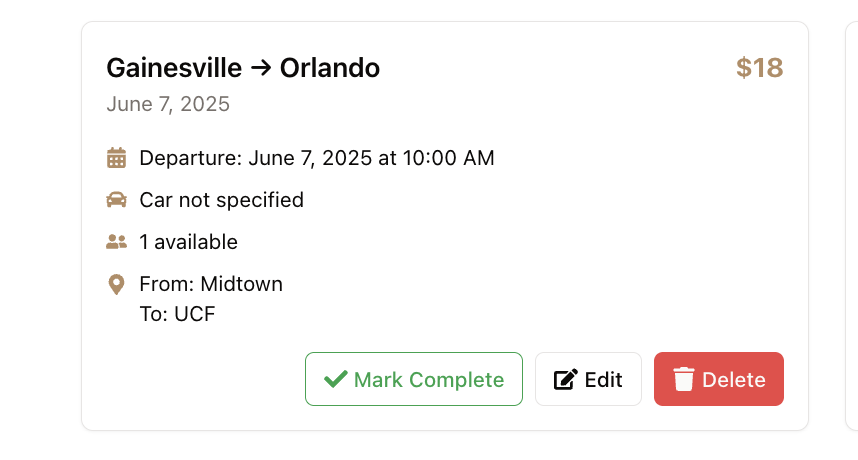 Gainesville → Orlando
$18
June 7, 2025
Departure: June 7, 2025 at 10:00 AM
Car not specified
1 available
From: Midtown
To: UCF
Mark Complete
Edit
Delete